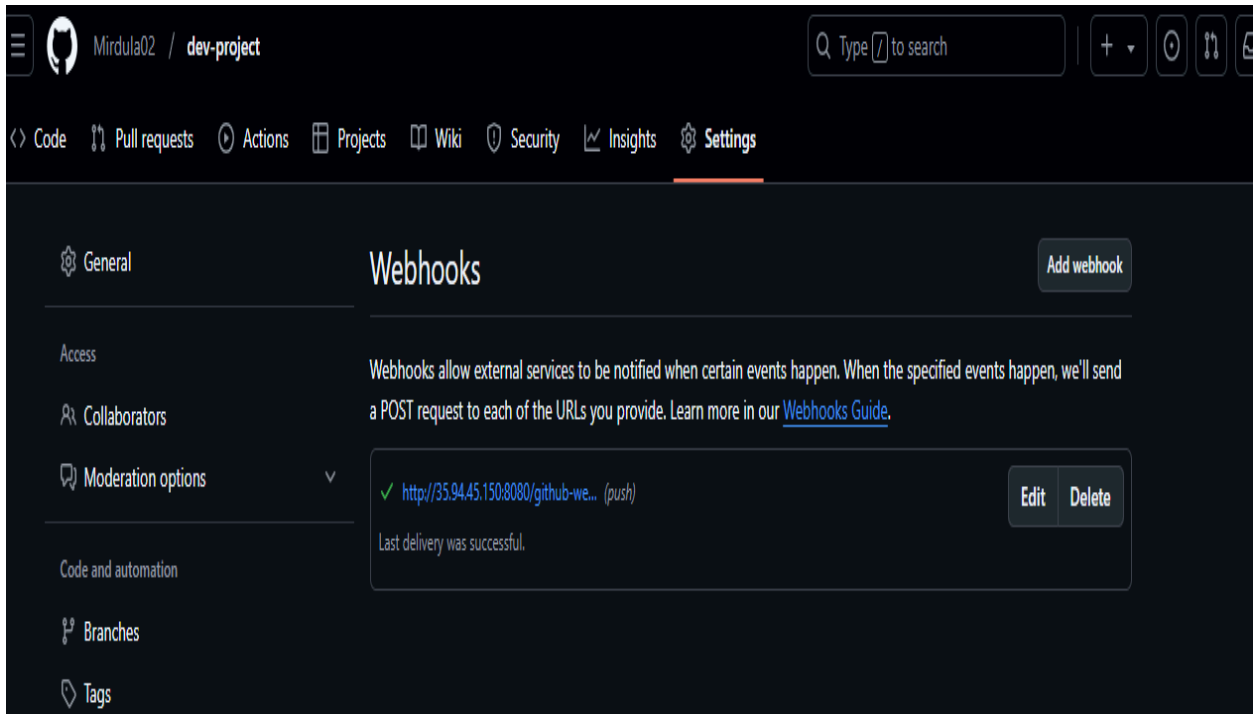 Mirdula02 / dev-project
Type / to search
Code Pull requests Actions Projects Wiki Security Insights Settings
General
Webhooks
Add webhook
Access
Webhooks allow external services to be notified when certain events happen. When the specified events happen, we'll send
a POST request to each of the URLs you provide. Learn more in our Webhooks Guide.
Collaborators
Moderation options
http://35.94.45.150:8080/github-we... (push)
Edit Delete
Last delivery was successful.
Code and automation
Branches
Tags